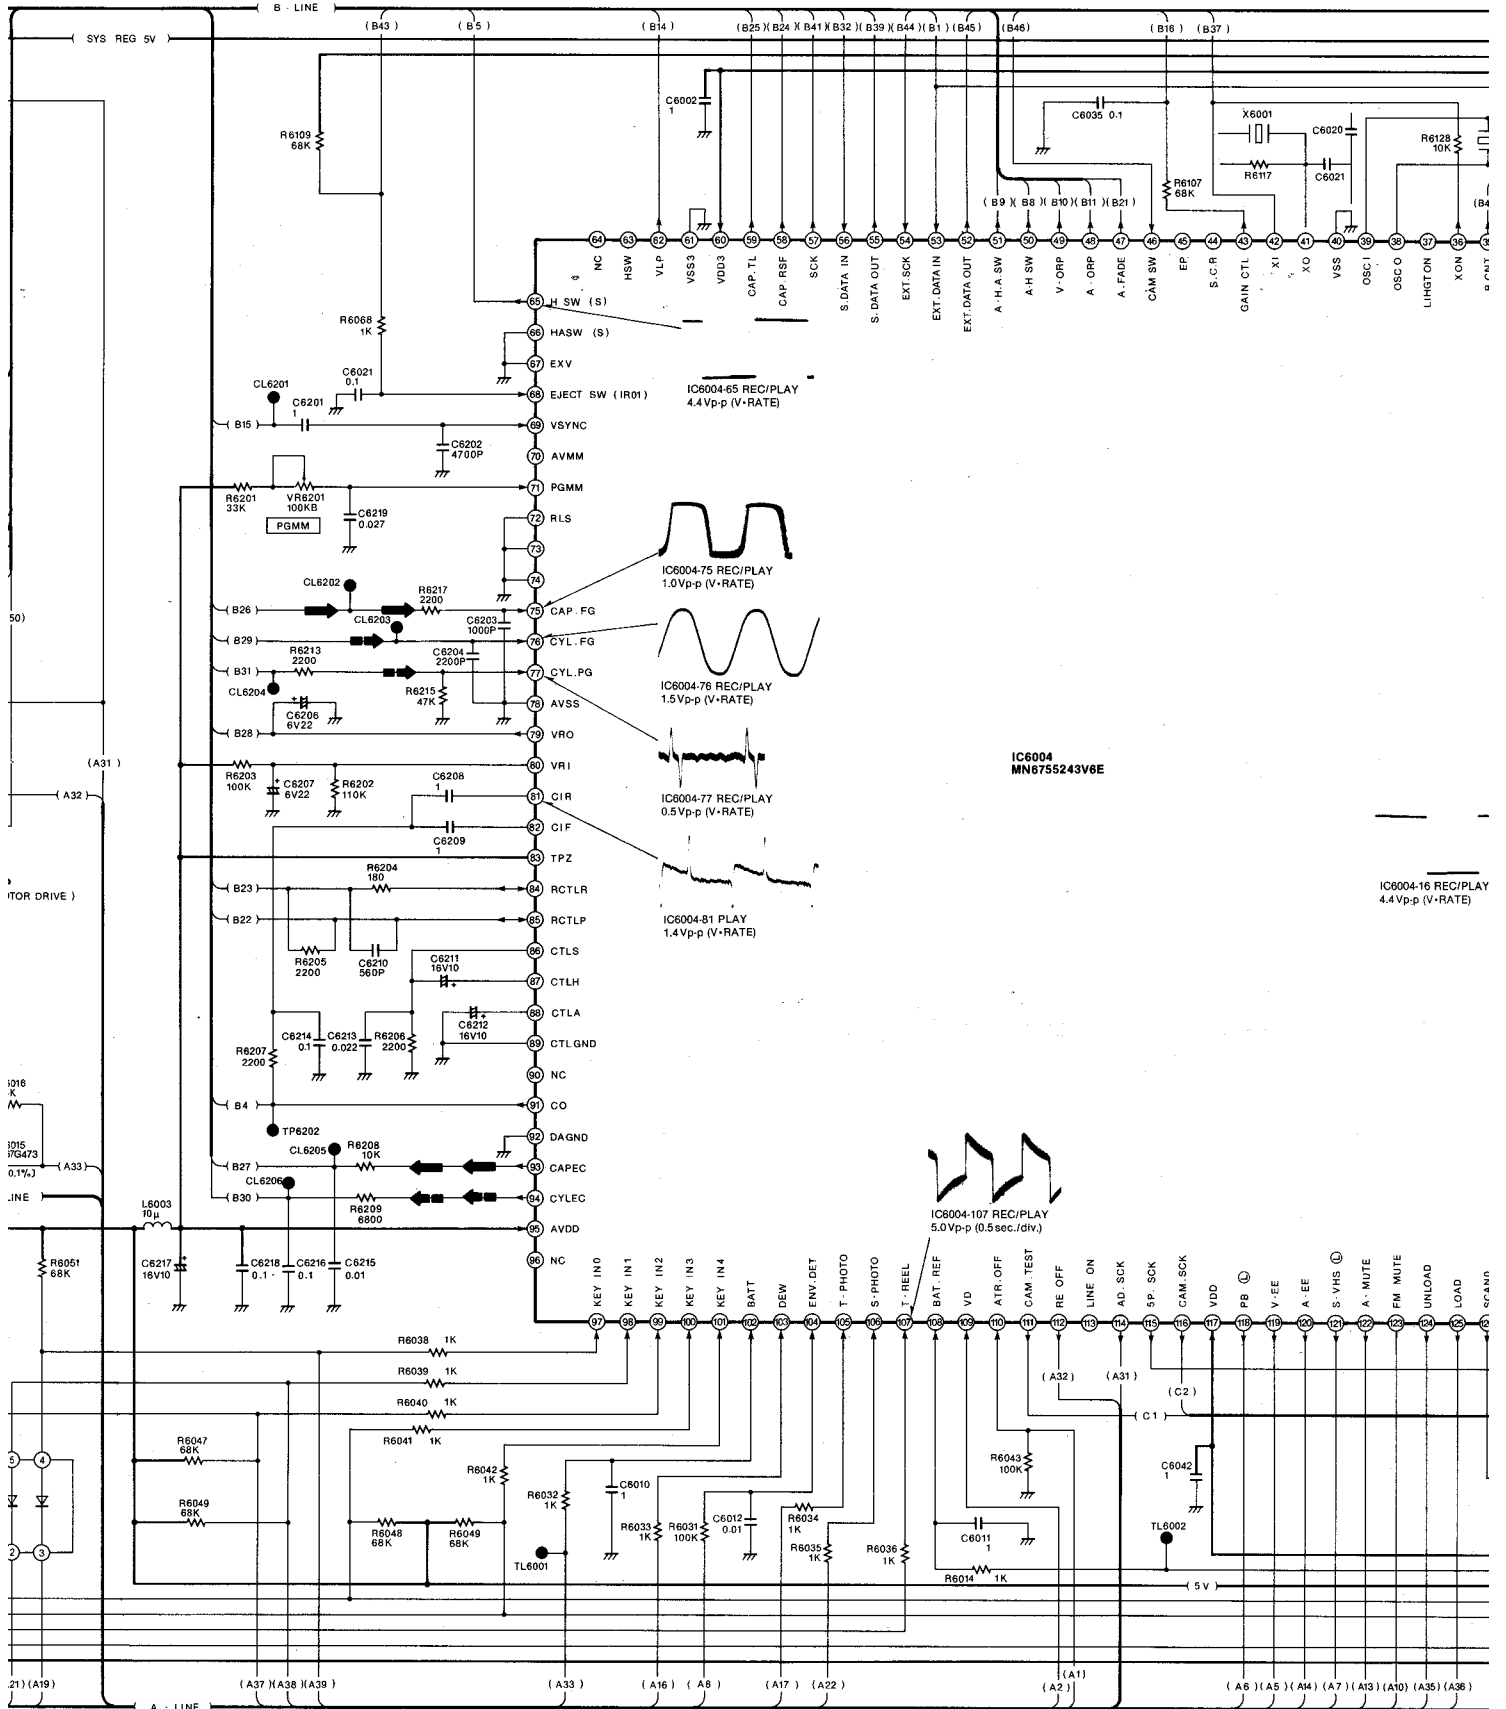 ( B - LINE )
( SYS REG 5V )
(B43)
(B5)
(B14)
(B25)(B24)(B41)(B32)(B39)(B44)(B1)(B45)
(B46)
(B16)
(B37)
C6002
1
C6035 0.1
X6001
C6020
R6128
10K
R6109
68K
R6117
C6021
R6107
68K
(B9)(B8)(B10)(B11)(B21)
64 63 62 61 60 59 58 57 56 55 54 53 52 51 50 49 48 47 46 45 44 43 42 41 40 39 38 37 36 35
NC
HSW
VLP
VSS3
VDD3
CAP. TL
CAP. RSF
SCK
S.DATA IN
S.DATA OUT
EXT.SCK
EXT.DATA IN
EXT.DATA OUT
A-H.A.SW
A-H SW
V-ORP
A-ORP
A.FADE
CAM SW
EP
S.C.R
GAIN CTL
XI
XO
VSS
OSC I
OSC O
LIHGTON
XON
65 H SW (S)
66 HASW (S)
67 EXV
68 EJECT SW (IR01)
69 VSYNC
70 AVMM
71 PGMM
72 RLS
73
74
75 CAP.FG
76 CYL.FG
77 CYL.PG
78 AVSS
79 VRO
80 VRI
81 CIR
82 CIF
83 TPZ
84 RCTLR
85 RCTLP
86 CTLS
87 CTLH
88 CTLA
89 CTLGND
90 NC
91 CO
92 DAGND
93 CAPEC
94 CYLEC
95 AVDD
96 NC
R6068
1K
C6021
0.1
CL6201
C6201
1
(B15)
C6202
4700P
IC6004-65 REC/PLAY
4.4Vp-p (V•RATE)
R6201
33K
VR6201
100KB
PGMM
C6219
0.027
IC6004-75 REC/PLAY
1.0Vp-p (V•RATE)
CL6202
R6217
2200
(B26)
CL6203
C6203
1000P
(B29)
R6213
2200
C6204
2200P
(B31)
CL6204
R6215
47K
IC6004-76 REC/PLAY
1.5Vp-p (V•RATE)
C6206
6V22
(B28)
(A31)
R6203
100K
C6207
6V22
R6202
110K
C6208
1
IC6004
MN6755243V6E
IC6004-77 REC/PLAY
0.5Vp-p (V•RATE)
(A32)
C6209
1
R6204
180
(B23)
OTOR DRIVE )
IC6004-16 REC/PLAY
4.4Vp-p (V•RATE)
(B22)
IC6004-81 PLAY
1.4Vp-p (V•RATE)
R6205
2200
C6210
560P
C6211
16V10
C6212
16V10
C6214
0.1
C6213
0.022
R6206
2200
R6207
2200
(B4)
TP6202
CL6205
R6208
10K
(B27)
(A33)
CL6206
(B30)
R6209
6800
L6003
10µ
IC6004-107 REC/PLAY
5.0Vp-p (0.5sec./div.)
R6051
68K
C6217
16V10
C6218
0.1
C6216
0.1
C6215
0.01
KEY IN0
KEY IN1
KEY IN2
KEY IN3
KEY IN4
BATT
DEW
ENV.DET
T-PHOTO
S-PHOTO
T-REEL
BAT.REF
VD
ATR.OFF
CAM.TEST
RE OFF
LINE ON
AD.SCK
5P.SCK
CAM.SCK
VDD
PB Ⓛ
V-EE
A-EE
S-VHS Ⓛ
A-MUTE
FM MUTE
UNLOAD
LOAD
97 98 99 100 101 102 103 104 105 106 107 108 109 110 111 112 113 114 115 116 117 118 119 120 121 122 123 124 125
R6038 1K
R6039 1K
R6040 1K
R6041 1K
(A32)
(A31)
(C2)
(C1)
R6047
68K
R6042
1K
R6043
100K
C6042
1
5 4
R6032
1K
C6010
1
R6049
68K
R6048
68K
R6049
68K
R6033
1K
R6031
100K
C6012
0.01
R6034
1K
R6035
1K
R6036
1K
C6011
1
TL6002
2 3
TL6001
R6014 1K
(5V)
(A19)
(A37)(A38)(A39)
(A33)
(A16)
(A8)
(A17)
(A22)
(A1)
(A2)
(A6)(A5)(A14)(A7)(A13)(A10)(A35)(A36)
( A - LINE )